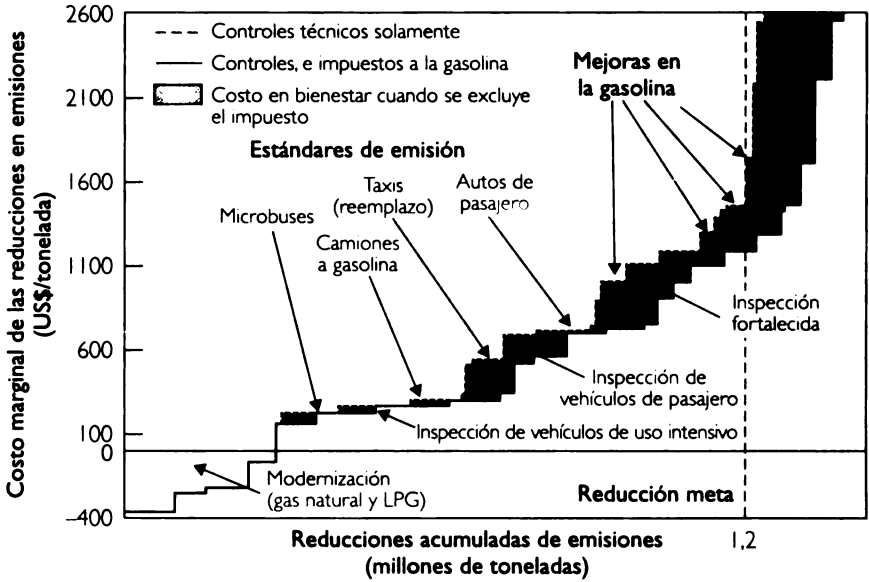 Costo marginal de las reducciones en emisiones
(US$/tonelada)
2600
2100
1600
1100
600
100
0
−400
Controles técnicos solamente
Controles, e impuestos a la gasolina
Costo en bienestar cuando se excluye
el impuesto
Mejoras en
la gasolina
Estándares de emisión
Taxis
(reemplazo)
Autos de
pasajero
Microbuses
Camiones
a gasolina
Inspección
fortalecida
Inspección de
vehículos de pasajero
Inspección de vehículos de uso intensivo
Modernización
(gas natural y LPG)
Reducción meta
Reducciones acumuladas de emisiones
(millones de toneladas)
1,2